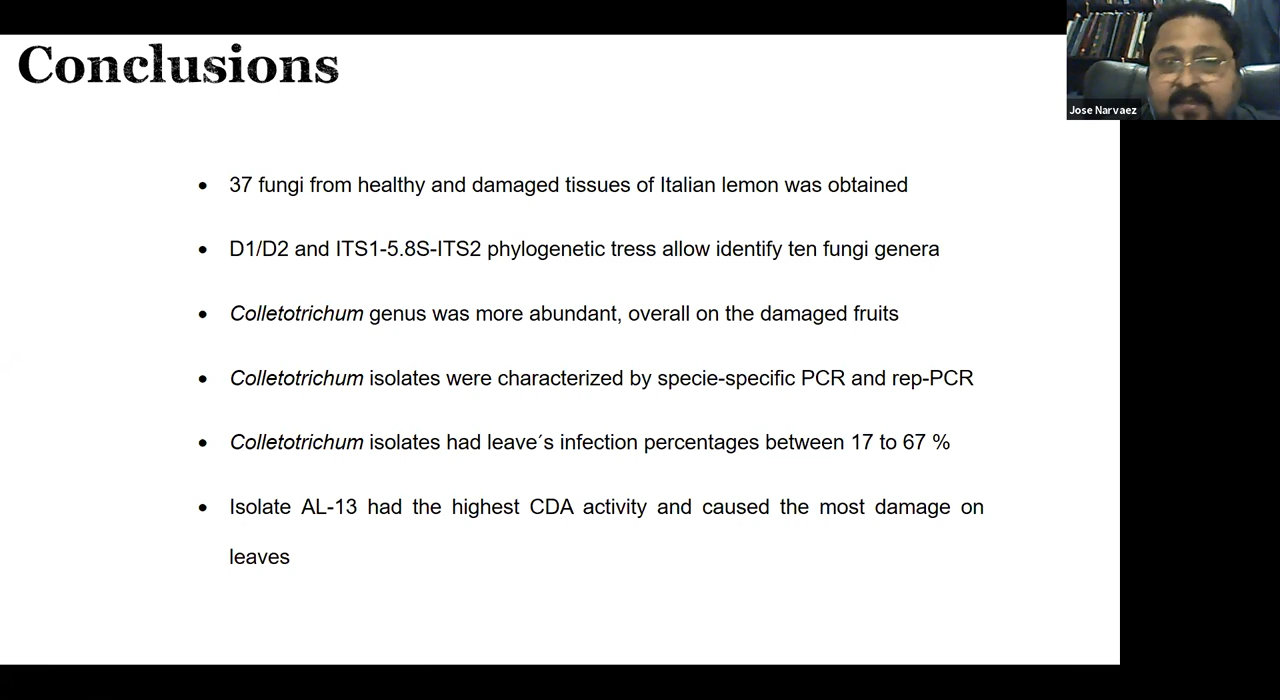 Conclusions
Jose Narvaez
• 37 fungi from healthy and damaged tissues of Italian lemon was obtained
• D1/D2 and ITS1-5.8S-ITS2 phylogenetic tress allow identify ten fungi genera
• Colletotrichum genus was more abundant, overall on the damaged fruits
• Colletotrichum isolates were characterized by specie-specific PCR and rep-PCR
• Colletotrichum isolates had leave´s infection percentages between 17 to 67 %
• Isolate AL-13 had the highest CDA activity and caused the most damage on
leaves